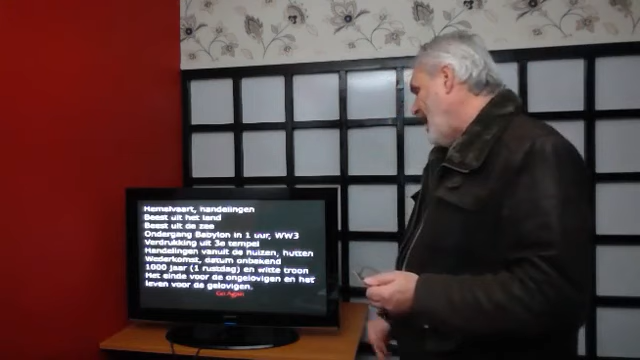 Hemelvaart, handelingen
Beest uit het land
Beest uit de zee
Ondergang Babylon in 1 uur, WW3
Verdrukking uit 3e tempel
Handelingen vanuit de huizen, hutten
Wederkomst, datum onbekend
1000 jaar (1 rustdag) en witte troon
Het einde voor de ongelovigen en het
leven voor de gelovigen.